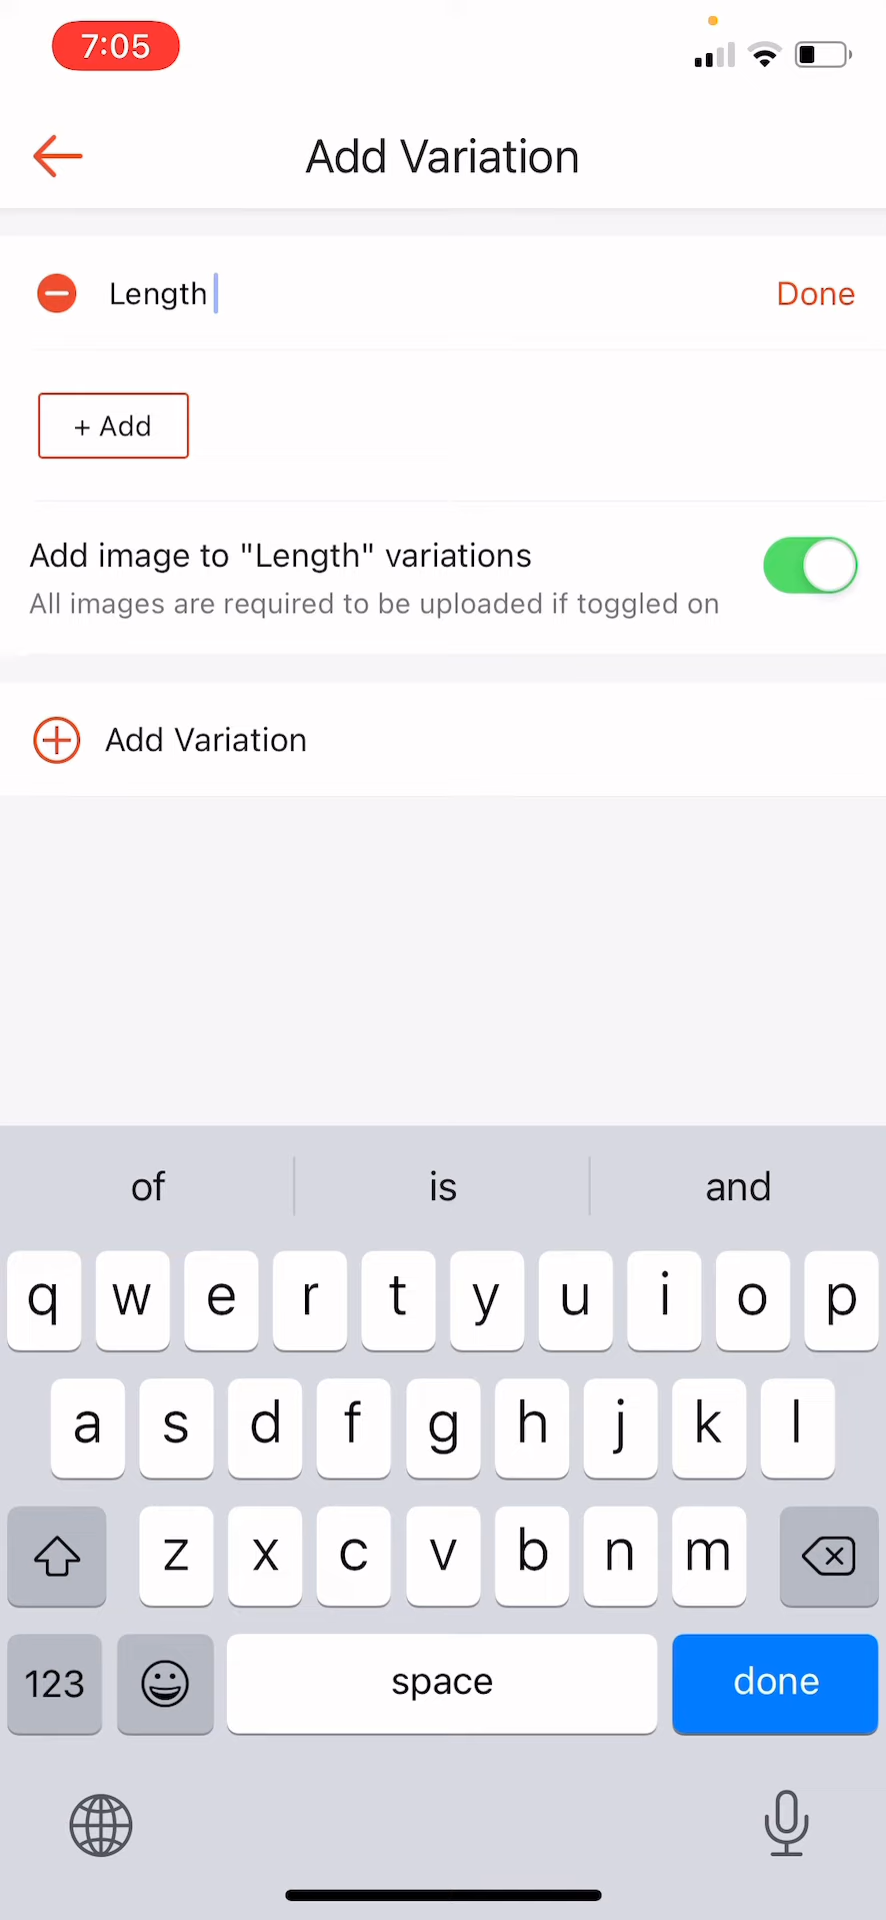 7:05
Add Variation
Length
Done
+ Add
Add image to "Length" variations
All images are required to be uploaded if toggled on
Add Variation
of is and
q w e r t y u i o p
a s d f g h j k l
z x c v b n m
123 space done